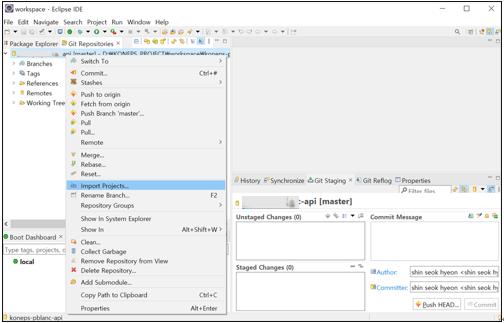 workspace - Eclipse IDE
File Edit Navigate Search Project Run Window Help
Package Explorer Git Repositories
api [master] - D:\KONEPS_PROJECT\workspace\koneps-p
Branches
Tags
References
Remotes
Working Tree
Switch To
Commit... Ctrl+#
Stashes
Push to origin
Fetch from origin
Push Branch 'master'...
Pull
Pull...
Remote
Merge...
Rebase...
Reset...
Import Projects...
Rename Branch... F2
Repository Groups
Show In System Explorer
Show In Alt+Shift+W
Clean...
Collect Garbage
Remove Repository from View
Delete Repository...
Add Submodule...
Copy Path to Clipboard Ctrl+C
Properties Alt+Enter
Boot Dashboard
Type tags, projects, o
local
koneps-pblanc-api
History Synchronize Git Staging Git Reflog Properties
Filter files
-api [master]
Unstaged Changes (0)
Staged Changes (0)
Commit Message
Author: shin seok hyeon <shin seok hy
Committer: shin seok hyeon <shin seok hy
Push HEAD... Commit